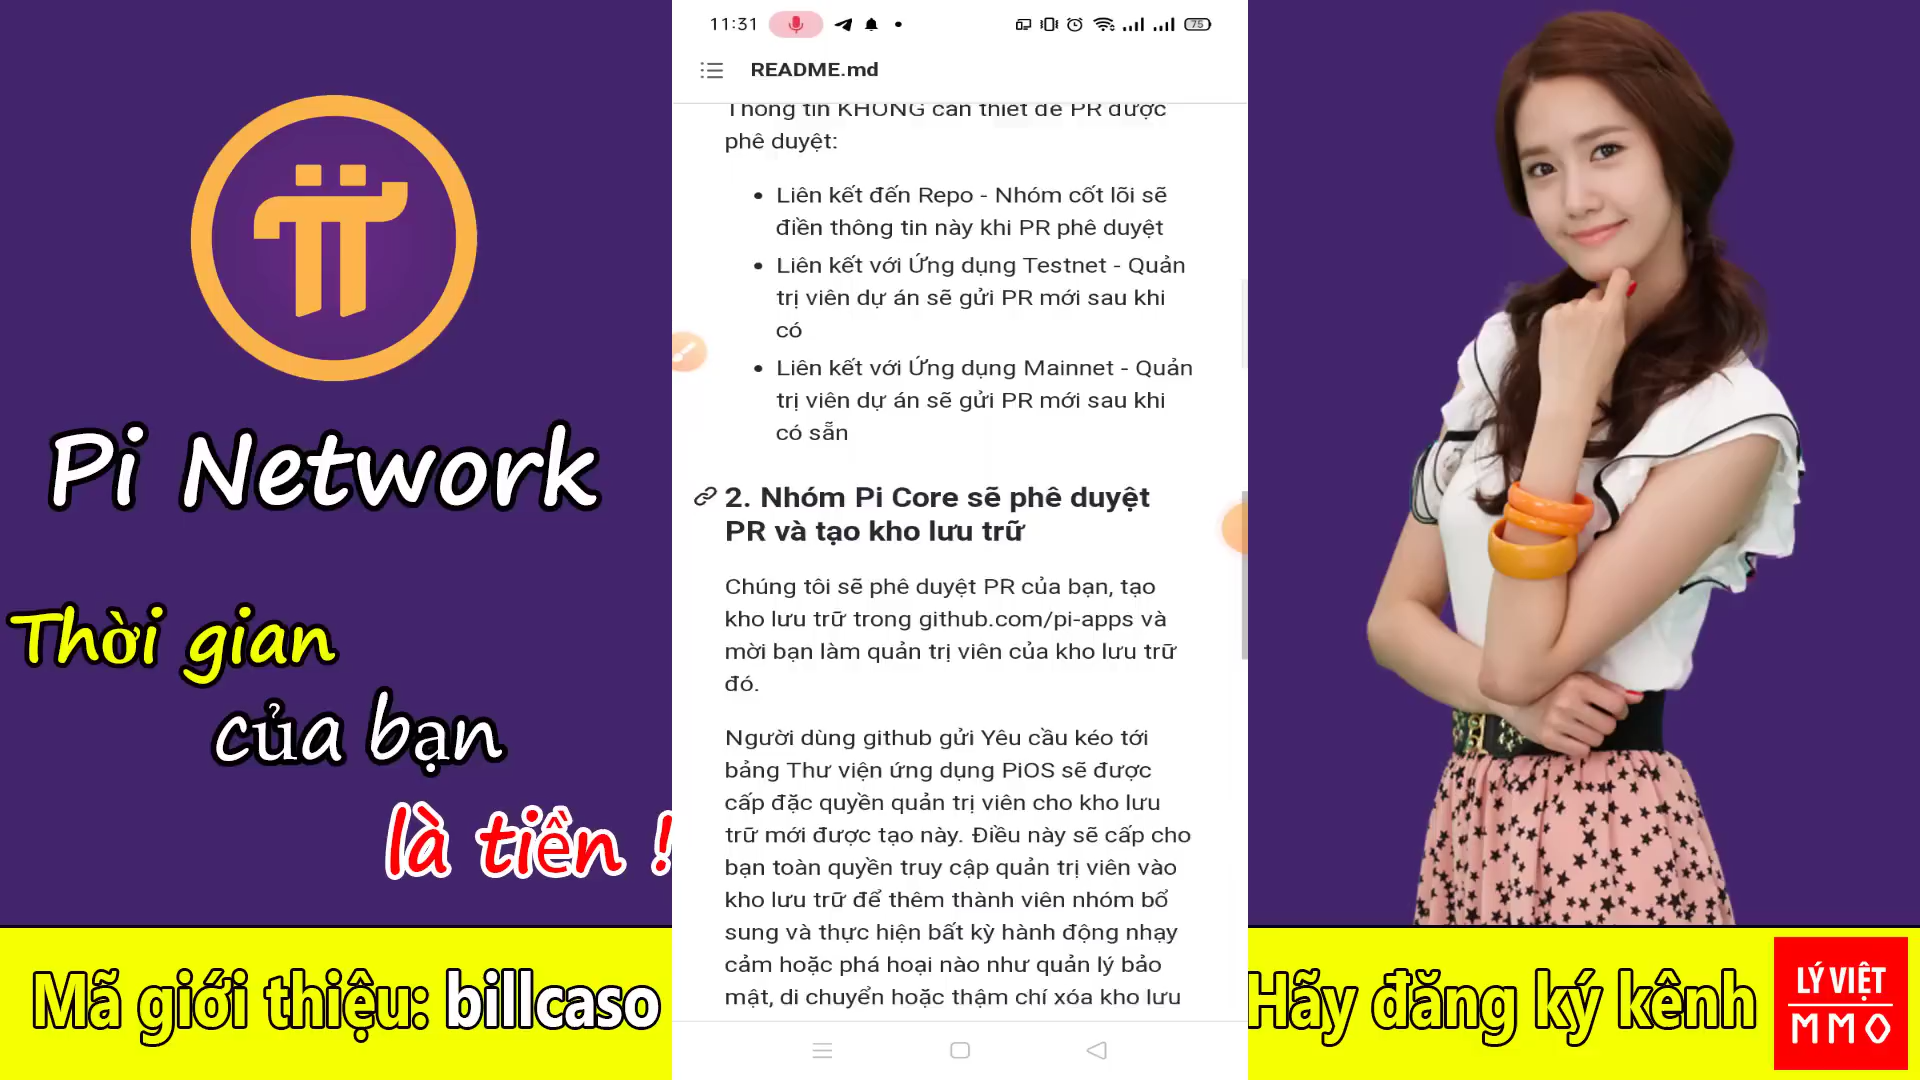 Pi Network
Thời gian
của bạn
là tiền !
Mã giới thiệu: billcaso
11:31
75
README.md
Thông tin KHÔNG cần thiết để PR được
phê duyệt:
• Liên kết đến Repo - Nhóm cốt lõi sẽ
điền thông tin này khi PR phê duyệt
• Liên kết với Ứng dụng Testnet - Quản
trị viên dự án sẽ gửi PR mới sau khi
có
• Liên kết với Ứng dụng Mainnet - Quản
trị viên dự án sẽ gửi PR mới sau khi
có sẵn
2. Nhóm Pi Core sẽ phê duyệt
PR và tạo kho lưu trữ
Chúng tôi sẽ phê duyệt PR của bạn, tạo
kho lưu trữ trong github.com/pi-apps và
mời bạn làm quản trị viên của kho lưu trữ
đó.
Người dùng github gửi Yêu cầu kéo tới
bảng Thư viện ứng dụng PiOS sẽ được
cấp đặc quyền quản trị viên cho kho lưu
trữ mới được tạo này. Điều này sẽ cấp cho
bạn toàn quyền truy cập quản trị viên vào
kho lưu trữ để thêm thành viên nhóm bổ
sung và thực hiện bất kỳ hành động nhạy
cảm hoặc phá hoại nào như quản lý bảo
mật, di chuyển hoặc thậm chí xóa kho lưu
Hãy đăng ký kênh
LÝ VIỆT
MMO